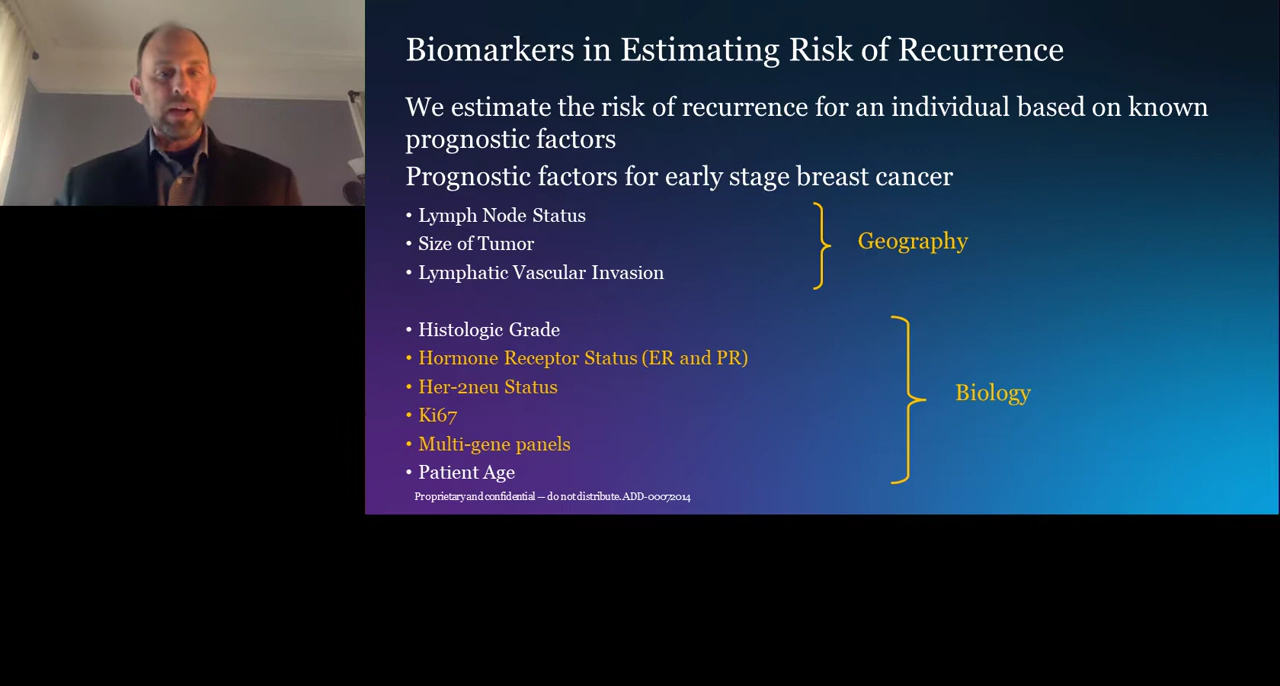 Biomarkers in Estimating Risk of Recurrence
We estimate the risk of recurrence for an individual based on known
prognostic factors
Prognostic factors for early stage breast cancer
• Lymph Node Status
• Size of Tumor
• Lymphatic Vascular Invasion
Geography
• Histologic Grade
• Hormone Receptor Status (ER and PR)
• Her-2neu Status
• Ki67
• Multi-gene panels
• Patient Age
Biology
Proprietary and confidential — do not distribute. ADD-00072014